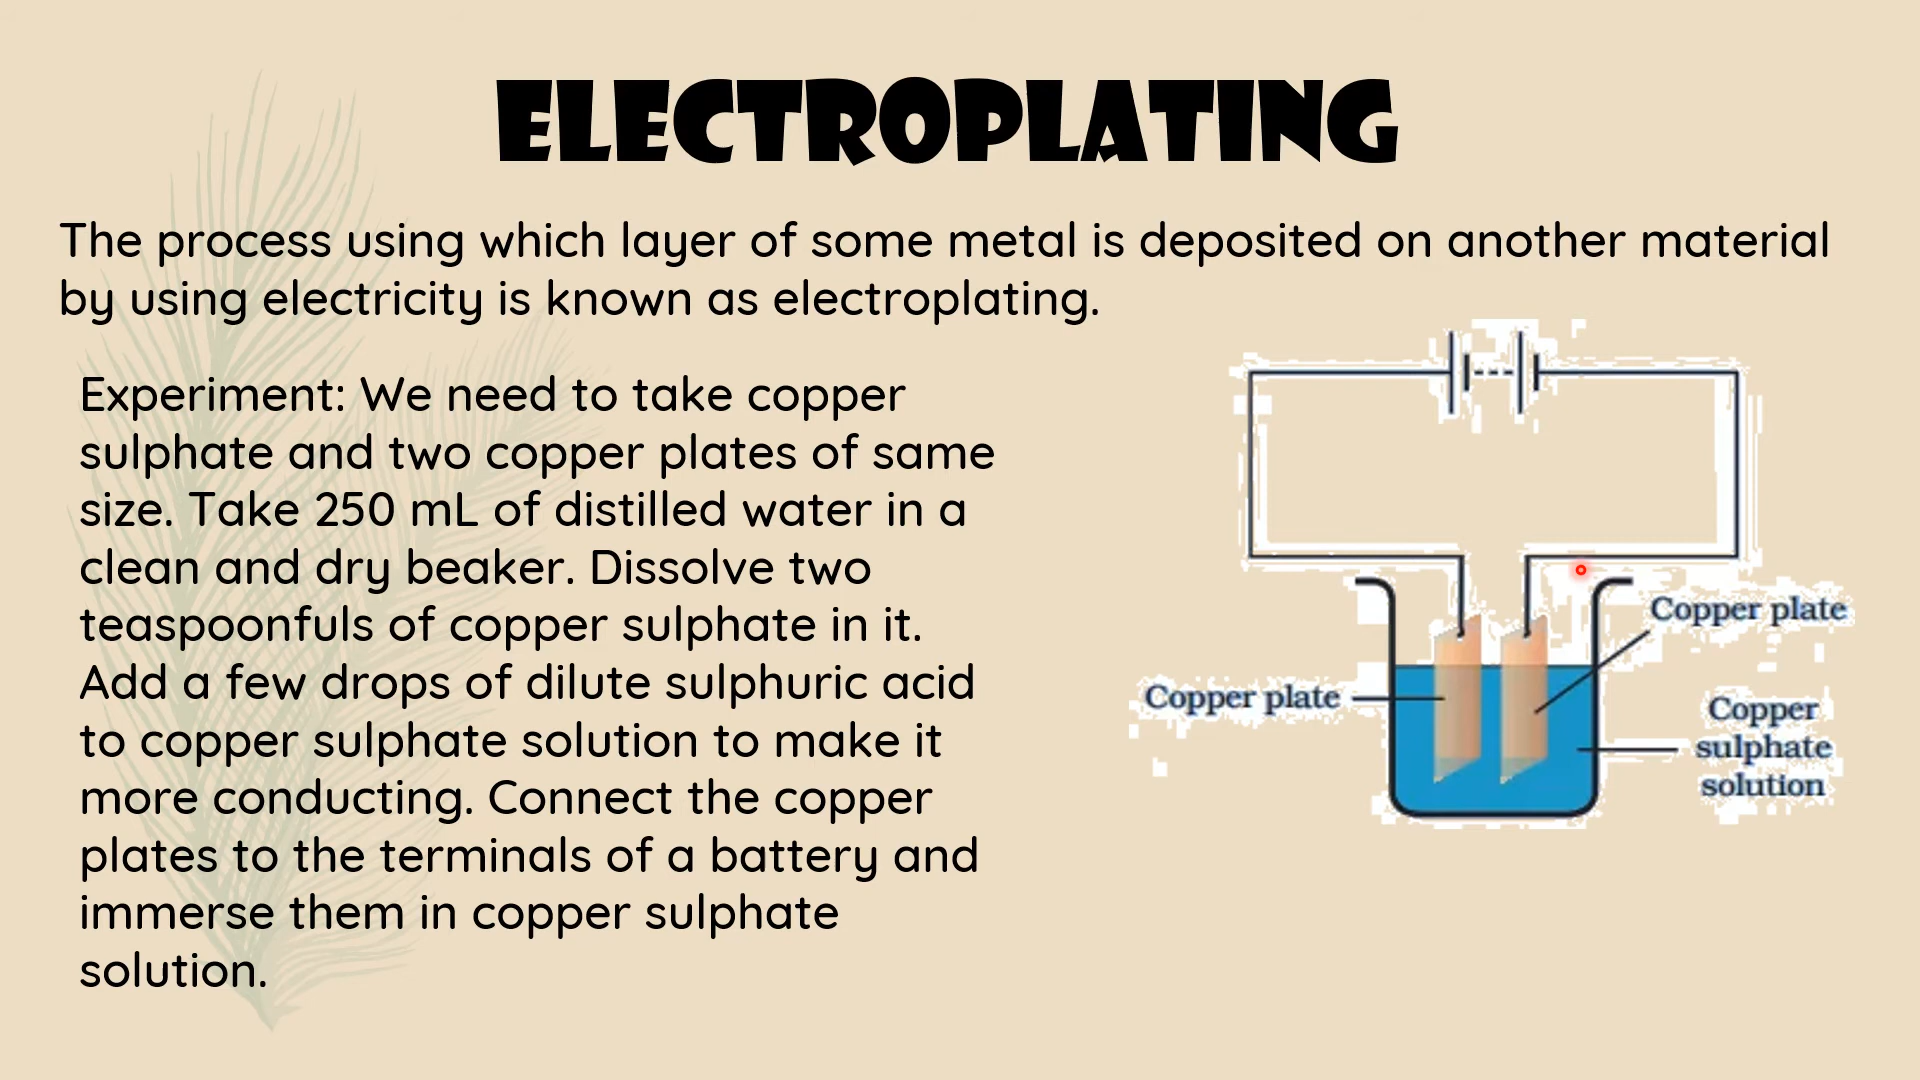 ELECTROPLATING
The process using which layer of some metal is deposited on another material
by using electricity is known as electroplating.
Experiment: We need to take copper
sulphate and two copper plates of same
size. Take 250 mL of distilled water in a
clean and dry beaker. Dissolve two
teaspoonfuls of copper sulphate in it.
Add a few drops of dilute sulphuric acid
to copper sulphate solution to make it
more conducting. Connect the copper
plates to the terminals of a battery and
immerse them in copper sulphate
solution.
Copper plate
Copper plate
Copper
sulphate
solution